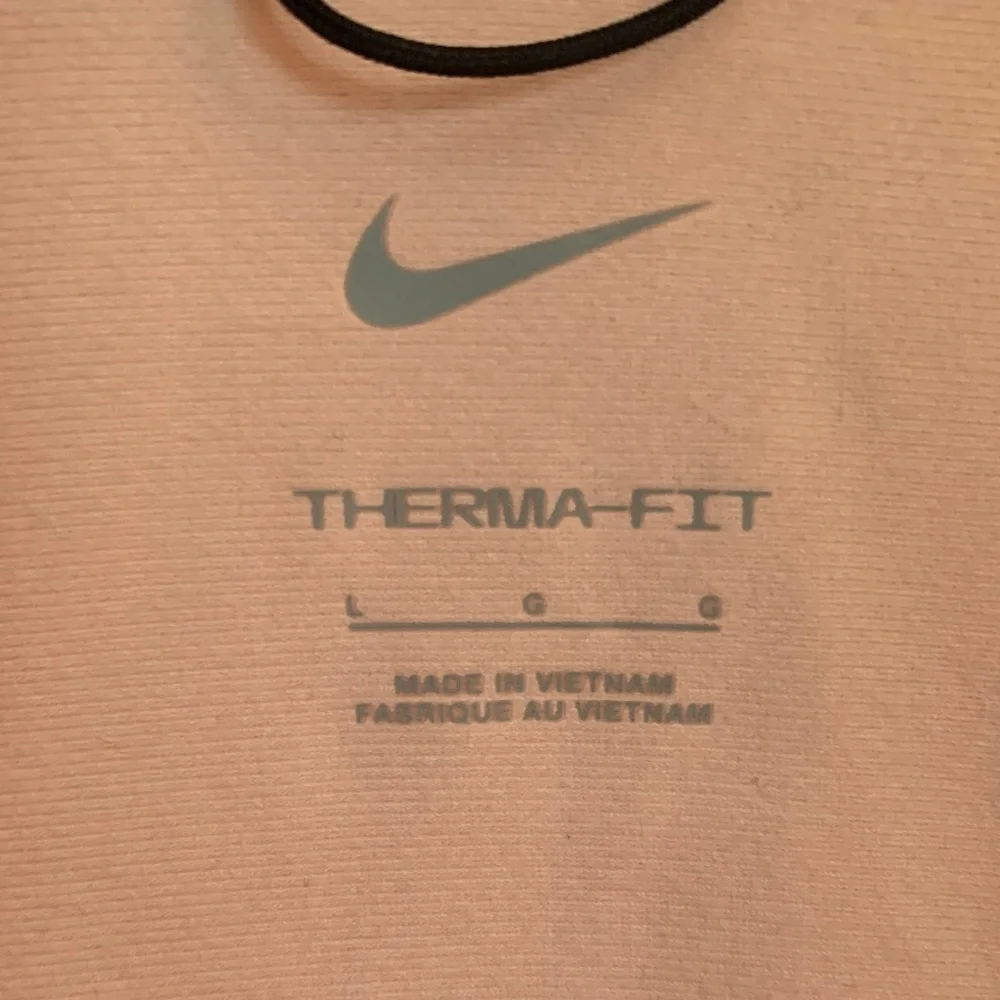 THERMA-FIT
L G G
MADE IN VIETNAM
FABRIQUE AU VIETNAM